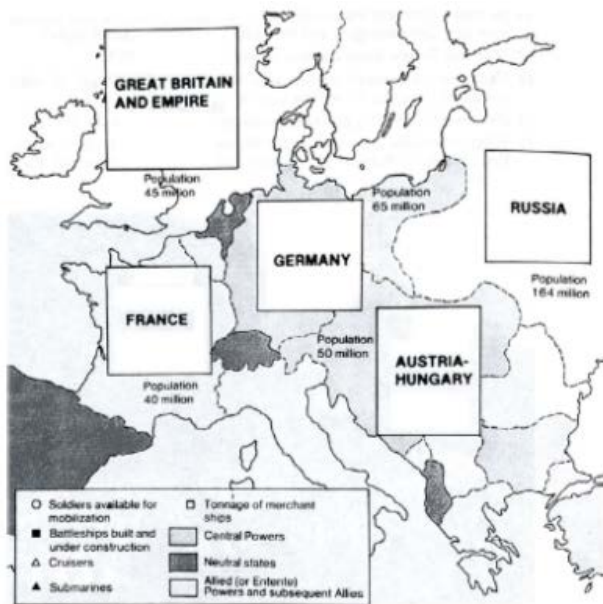 GREAT BRITAIN
AND EMPIRE
Population
45 million
Population
65 million
RUSSIA
GERMANY
Population
164 million
FRANCE
Population
50 million
AUSTRIA-
HUNGARY
Population
40 million
Soldiers available for
mobilization
Battleships built and
under construction
Cruisers
Submarines
Tonnage of merchant
ships
Central Powers
Neutral states
Allied (or Entente)
Powers and subsequent Allies